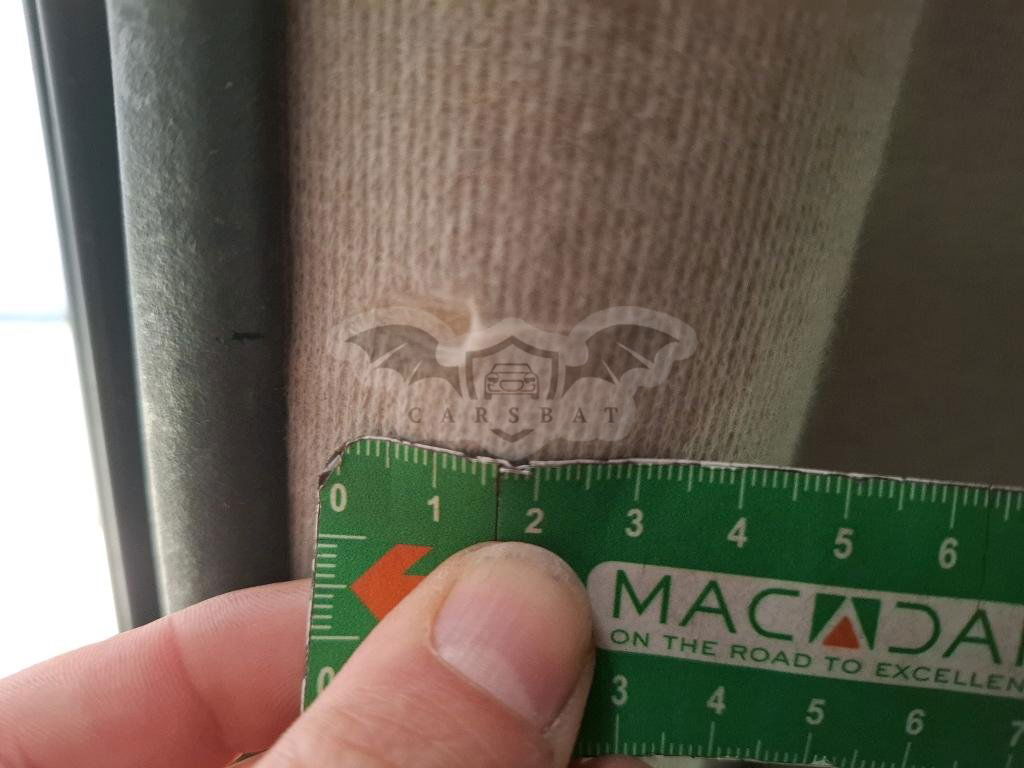 CARSBAT
0 1 2 3 4 5 6
MACADA
ON THE ROAD TO EXCELLEN
0 3 4 5 6 7